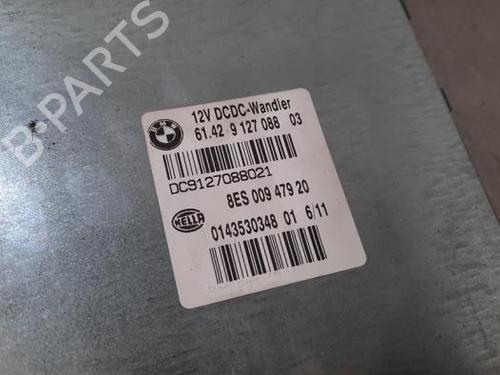 B-PARTS
BMW
12V DCDC-Wandler
61.42 9 127 088 03
DC9127088021
8ES 009 479 20
HELLA
0143530348 01 6/11